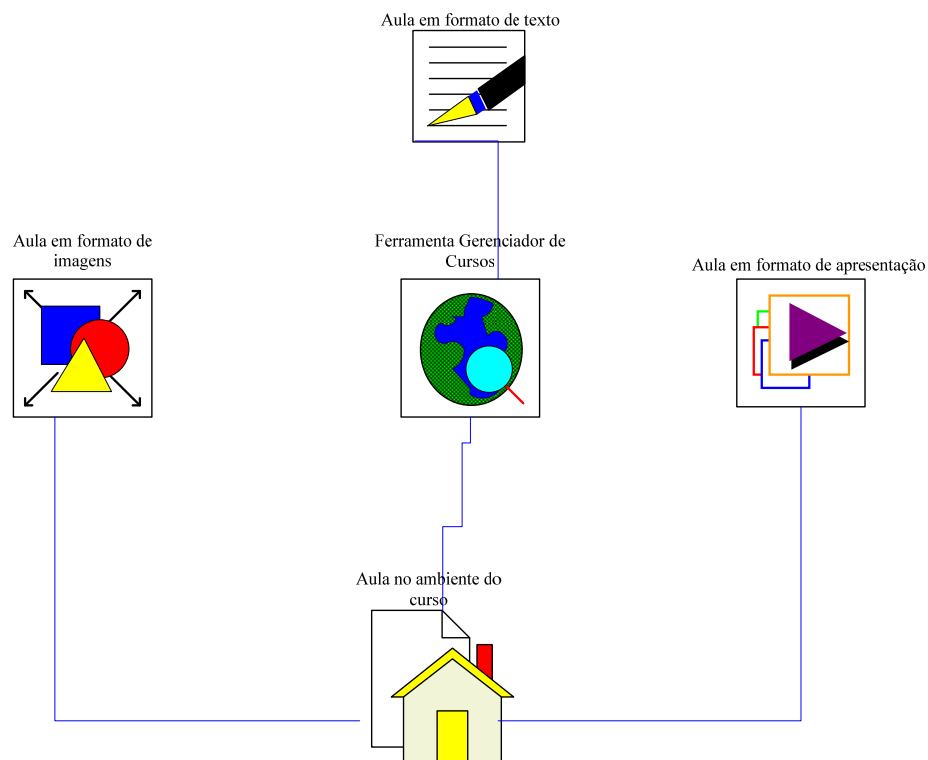 Aula em formato de texto
Aula em formato de
imagens
Ferramenta Gerenciador de
Cursos
Aula em formato de apresentação
Aula no ambiente do
curso